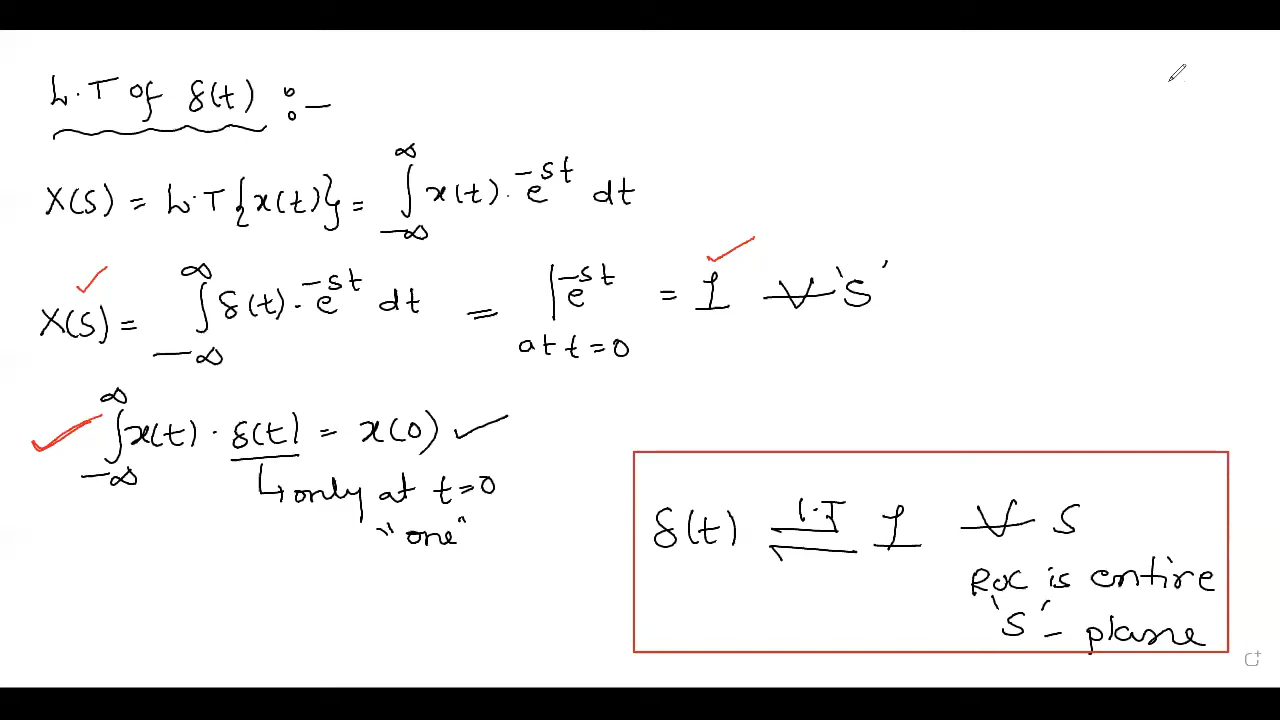 L.T of δ(t) :-
X(S) = L.T{x(t)} = ∫_{-∞}^{∞} x(t) . e^{-st} dt
X(S) = ∫_{-∞}^{∞} δ(t) . e^{-st} dt = |e^{-st} = 1 ∀ 'S'
at t=0
∫_{-∞}^{∞} x(t) . δ(t) = x(0) ✓
↳ only at t=0
"one"
δ(t) ⇌ L.T 1 ∀ S
ROC is entire
'S' - plane